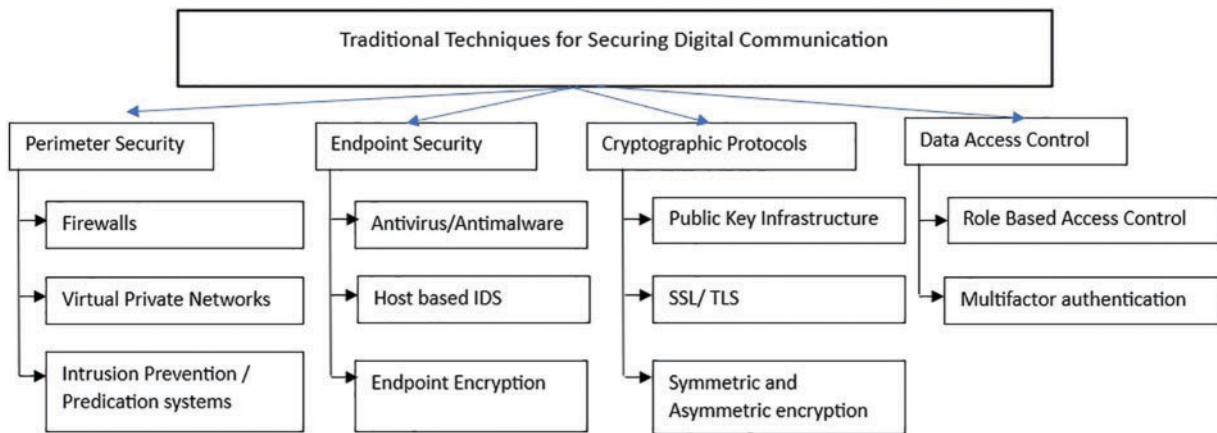 Traditional Techniques for Securing Digital Communication
Perimeter Security
Firewalls
Virtual Private Networks
Intrusion Prevention /
Predication systems
Endpoint Security
Antivirus/Antimalware
Host based IDS
Endpoint Encryption
Cryptographic Protocols
Public Key Infrastructure
SSL/ TLS
Symmetric and
Asymmetric encryption
Data Access Control
Role Based Access Control
Multifactor authentication